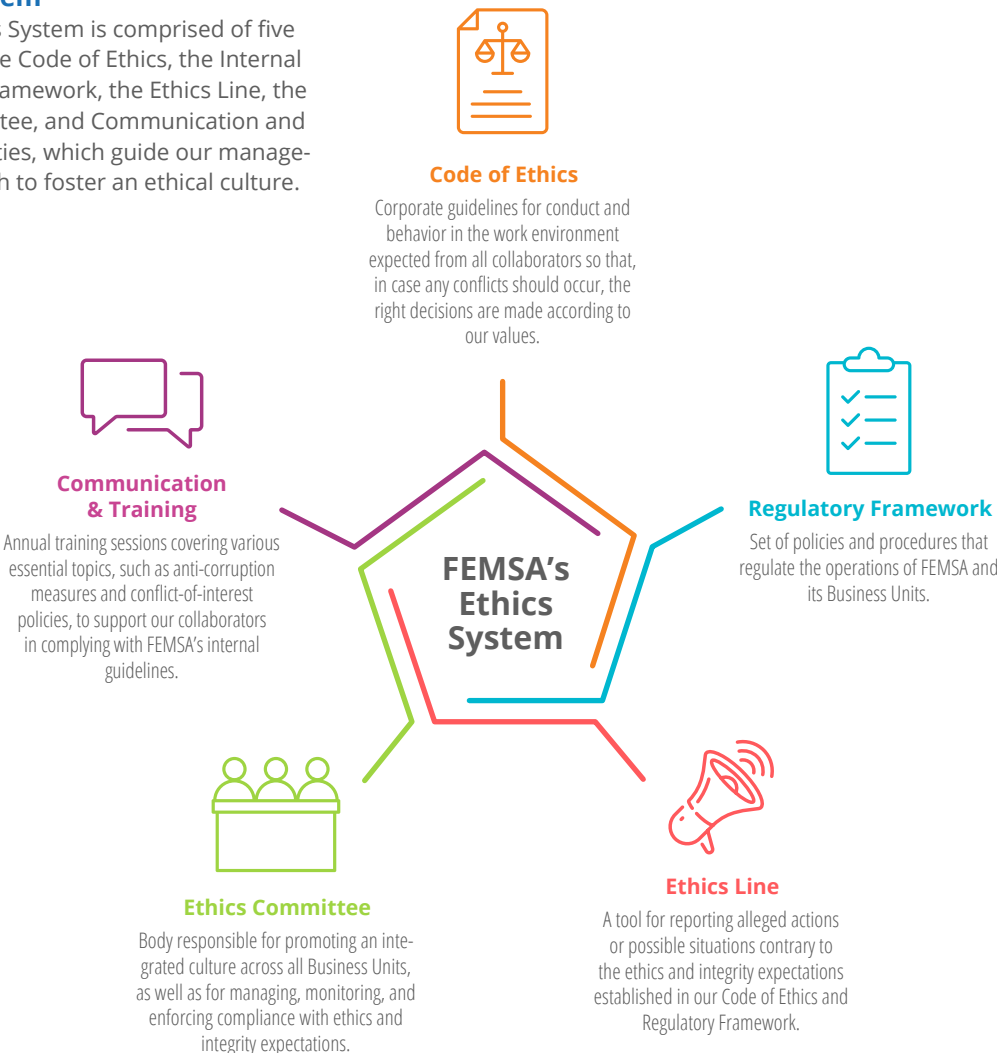 System is comprised of five
Code of Ethics, the Internal
the Ethics Line, the
and Communication and
which guide our manage-
to foster an ethical culture.
Code of Ethics
Corporate guidelines for conduct and
behavior in the work environment
expected from all collaborators so that,
in case any conflicts should occur, the
right decisions are made according to
our values.
Communication
& Training
Annual training sessions covering various
essential topics, such as anti-corruption
measures and conflict-of-interest
policies, to support our collaborators
in complying with FEMSA’s internal
guidelines.
FEMSA’s
Ethics
System
Regulatory Framework
Set of policies and procedures that
regulate the operations of FEMSA and
its Business Units.
Ethics Committee
Body responsible for promoting an inte-
grated culture across all Business Units,
as well as for managing, monitoring, and
enforcing compliance with ethics and
integrity expectations.
Ethics Line
A tool for reporting alleged actions
or possible situations contrary to
the ethics and integrity expectations
established in our Code of Ethics and
Regulatory Framework.